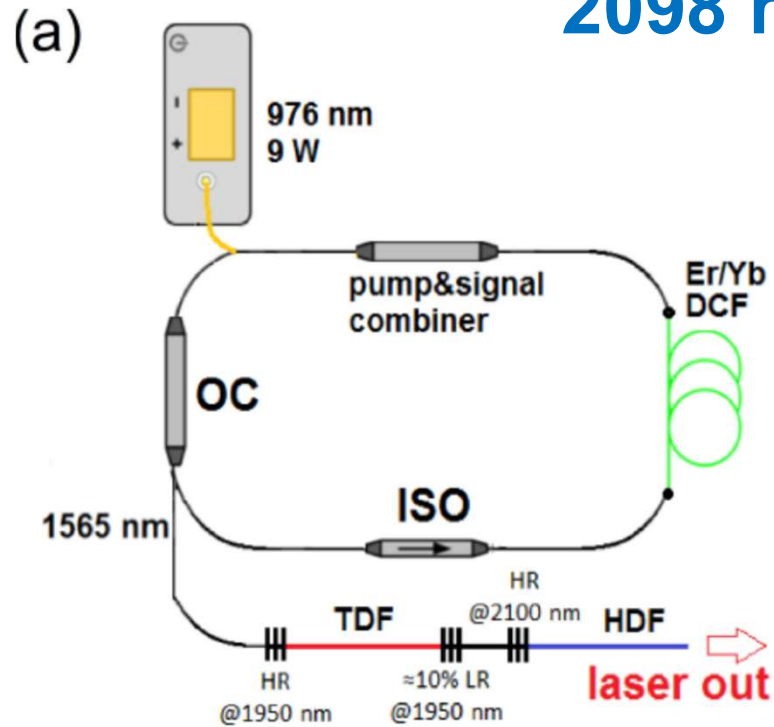 (a)
2098
976 nm
9 W
pump&signal
combiner
Er/Yb
DCF
OC
ISO
1565 nm
HR
@2100 nm
TDF
HDF
HR
@1950 nm
≈10% LR
@1950 nm
laser out